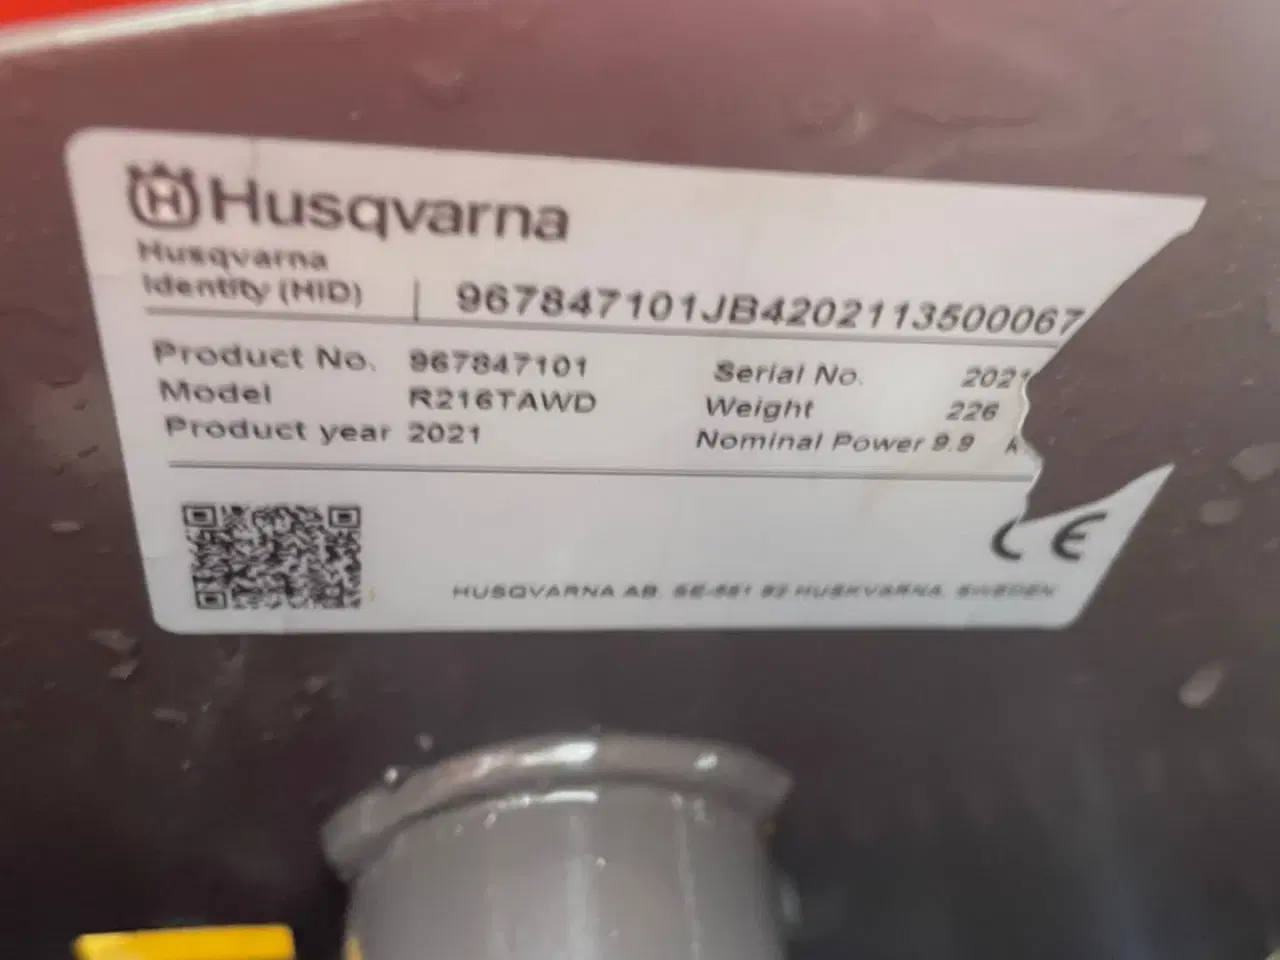 Husqvarna
Husqvarna
Identity (HID) | 967847101JB4202113500067
Product No. 967847101 Serial No. 2021
Model R216TAWD Weight 226
Product year 2021 Nominal Power 9.9 k
CE
HUSQVARNA AB, SE-561 82 HUSKVARNA, SWEDEN